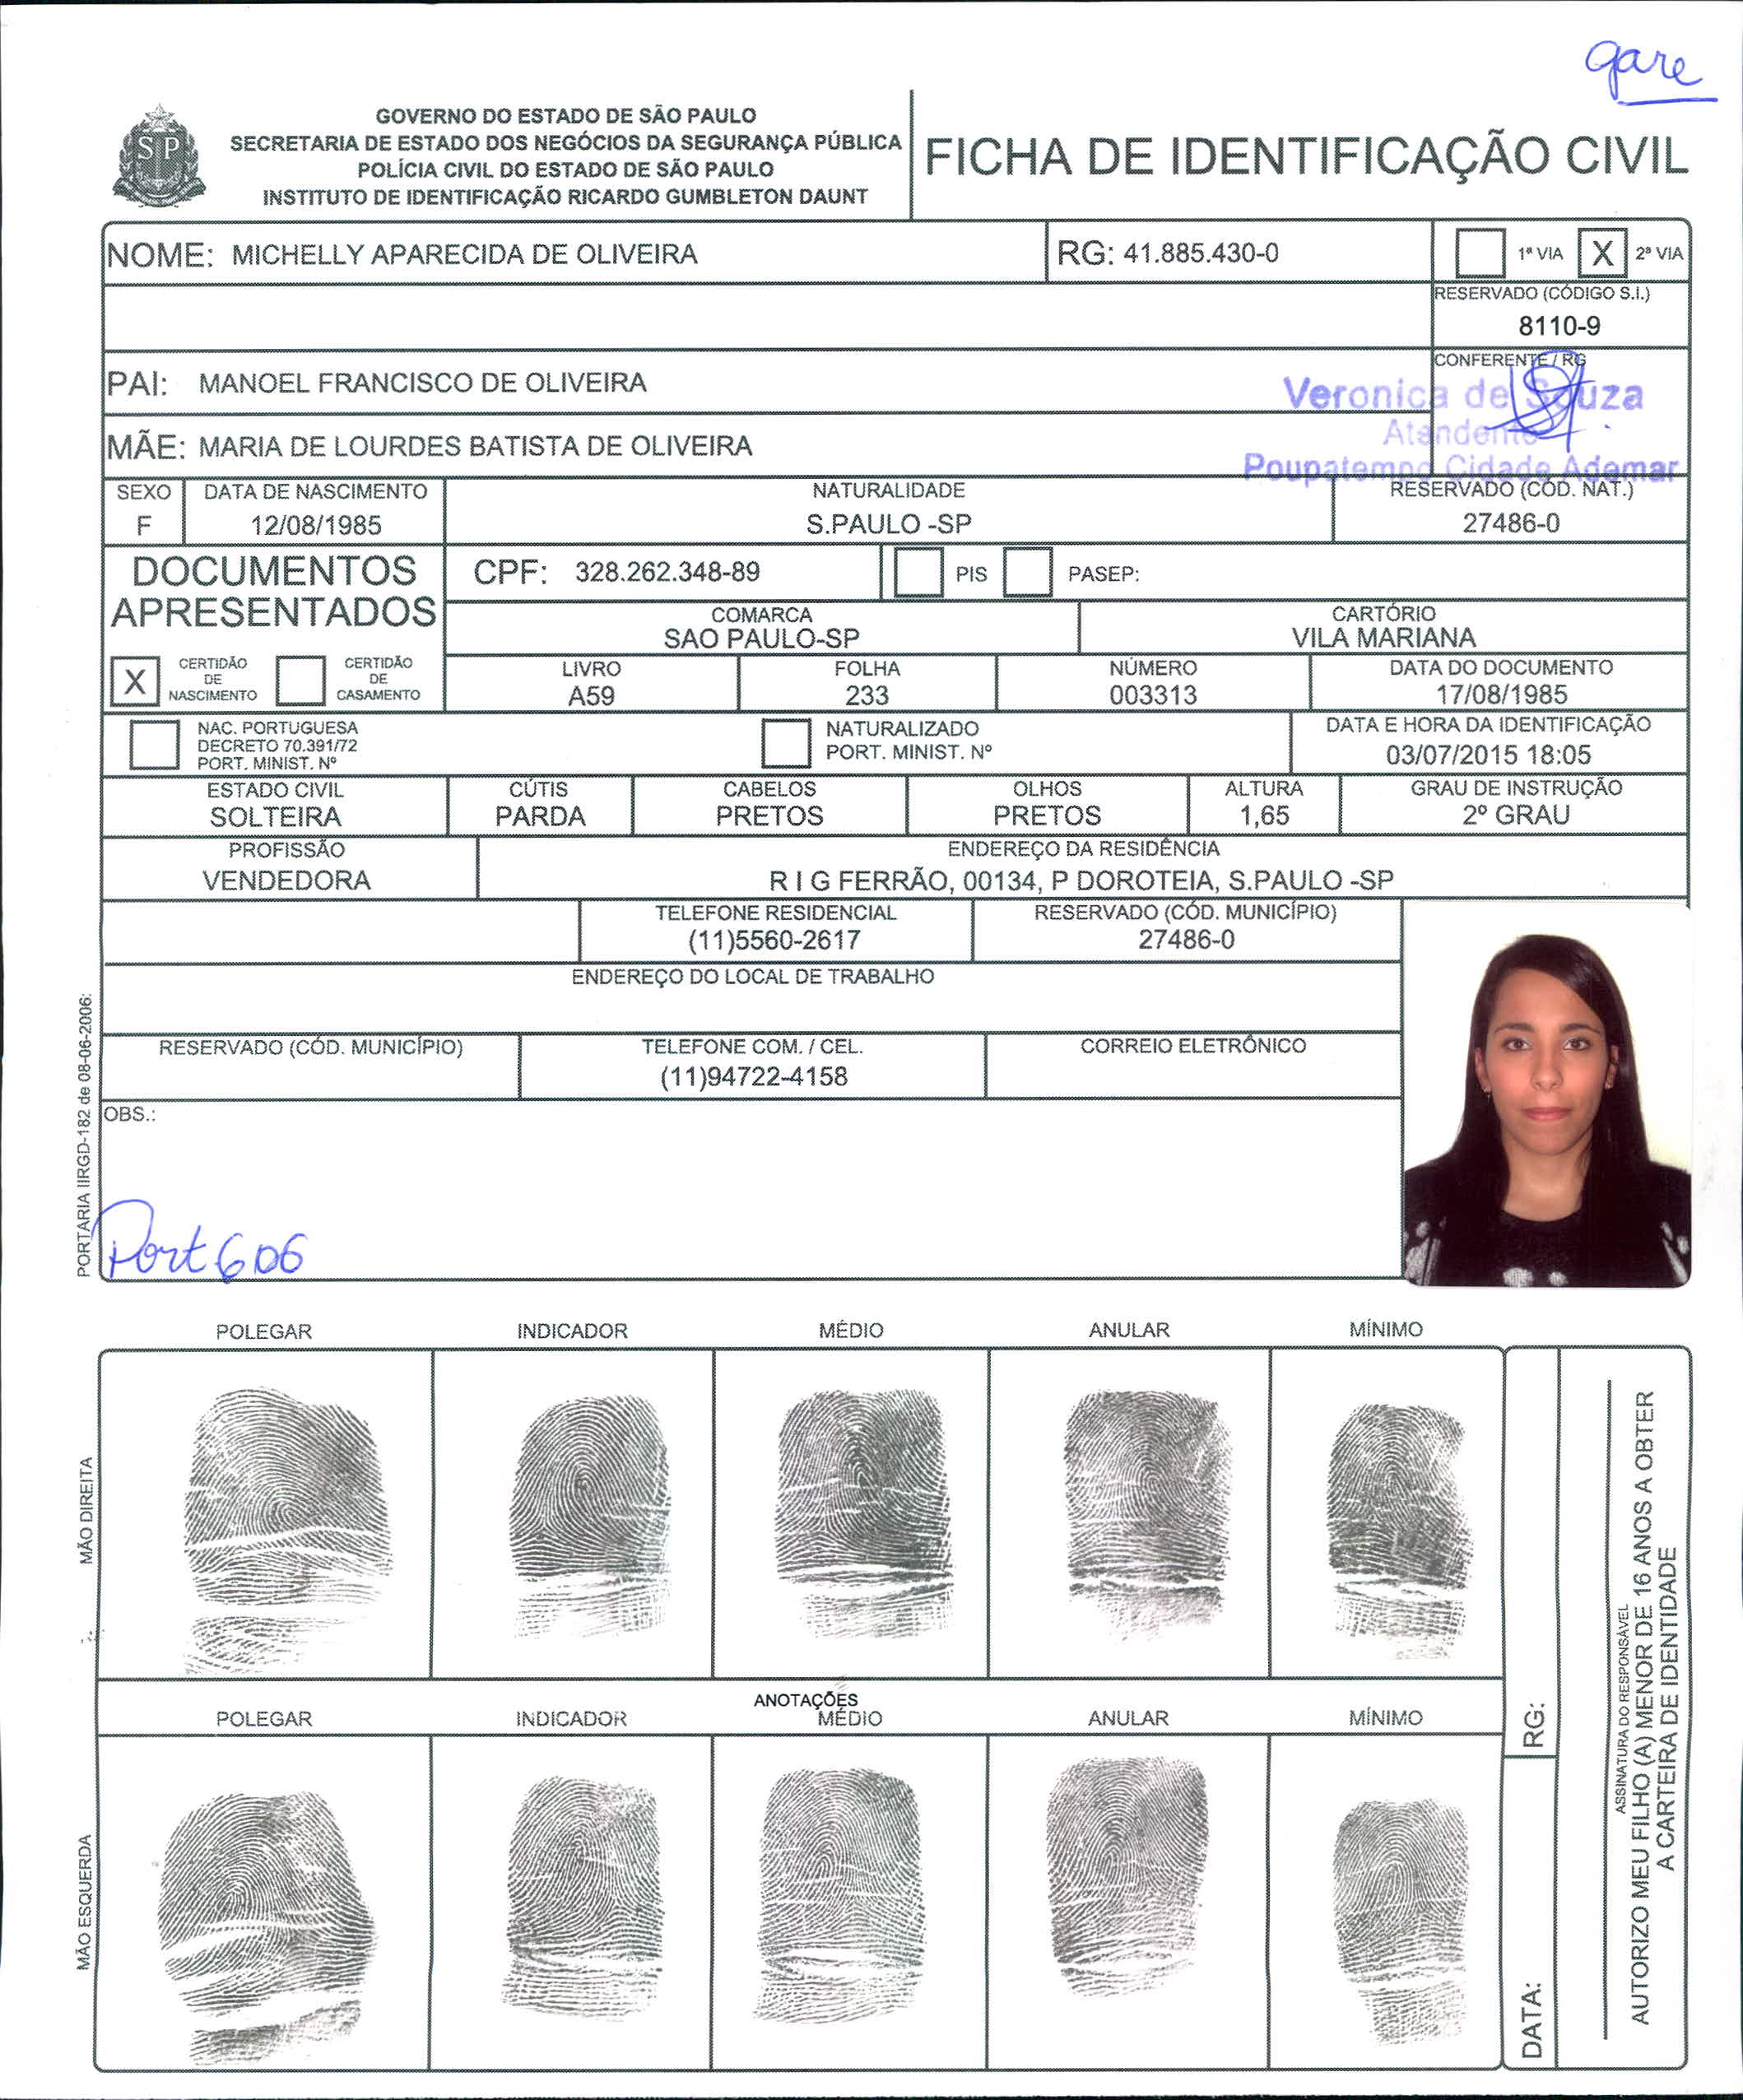 gare
GOVERNO DO ESTADO DE SÃO PAULO
SECRETARIA DE ESTADO DOS NEGÓCIOS DA SEGURANÇA PÚBLICA
POLÍCIA CIVIL DO ESTADO DE SÃO PAULO
INSTITUTO DE IDENTIFICAÇÃO RICARDO GUMBLETON DAUNT
SP
FICHA DE IDENTIFICAÇÃO CIVIL
NOME: MICHELLY APARECIDA DE OLIVEIRA
RG: 41.885.430-0
1ª VIA X 2ª VIA
RESERVADO (CÓDIGO S.I.)
8110-9
PAI: MANOEL FRANCISCO DE OLIVEIRA
CONFERENTE / RG
Veronica de Souza
Atendente
Poupatempo Cidade Ademar
MÃE: MARIA DE LOURDES BATISTA DE OLIVEIRA
SEXO DATA DE NASCIMENTO NATURALIDADE RESERVADO (CÓD. NAT.)
F 12/08/1985 S.PAULO -SP 27486-0
DOCUMENTOS
APRESENTADOS
CPF: 328.262.348-89 PIS PASEP:
COMARCA CARTÓRIO
SAO PAULO-SP VILA MARIANA
X CERTIDÃO DE NASCIMENTO
CERTIDÃO DE CASAMENTO
LIVRO FOLHA NÚMERO DATA DO DOCUMENTO
A59 233 003313 17/08/1985
NAC. PORTUGUESA
DECRETO 70.391/72
PORT. MINIST. Nº
NATURALIZADO
PORT. MINIST. Nº
DATA E HORA DA IDENTIFICAÇÃO
03/07/2015 18:05
ESTADO CIVIL CÚTIS CABELOS OLHOS ALTURA GRAU DE INSTRUÇÃO
SOLTEIRA PARDA PRETOS PRETOS 1,65 2º GRAU
PROFISSÃO ENDEREÇO DA RESIDÊNCIA
VENDEDORA R I G FERRÃO, 00134, P DOROTEIA, S.PAULO -SP
TELEFONE RESIDENCIAL RESERVADO (CÓD. MUNICÍPIO)
(11)5560-2617 27486-0
ENDEREÇO DO LOCAL DE TRABALHO
RESERVADO (CÓD. MUNICÍPIO) TELEFONE COM. / CEL. CORREIO ELETRÔNICO
(11)94722-4158
OBS.:
Port 606
PORTARIA IIRGD-182 de 08-06-2006:
POLEGAR INDICADOR MÉDIO ANULAR MÍNIMO
MÃO DIREITA
ANOTAÇÕES
POLEGAR INDICADOR MÉDIO ANULAR MÍNIMO
MÃO ESQUERDA
RG:
DATA:
ASSINATURA DO RESPONSÁVEL
AUTORIZO MEU FILHO (A) MENOR DE 16 ANOS A OBTER
A CARTEIRA DE IDENTIDADE